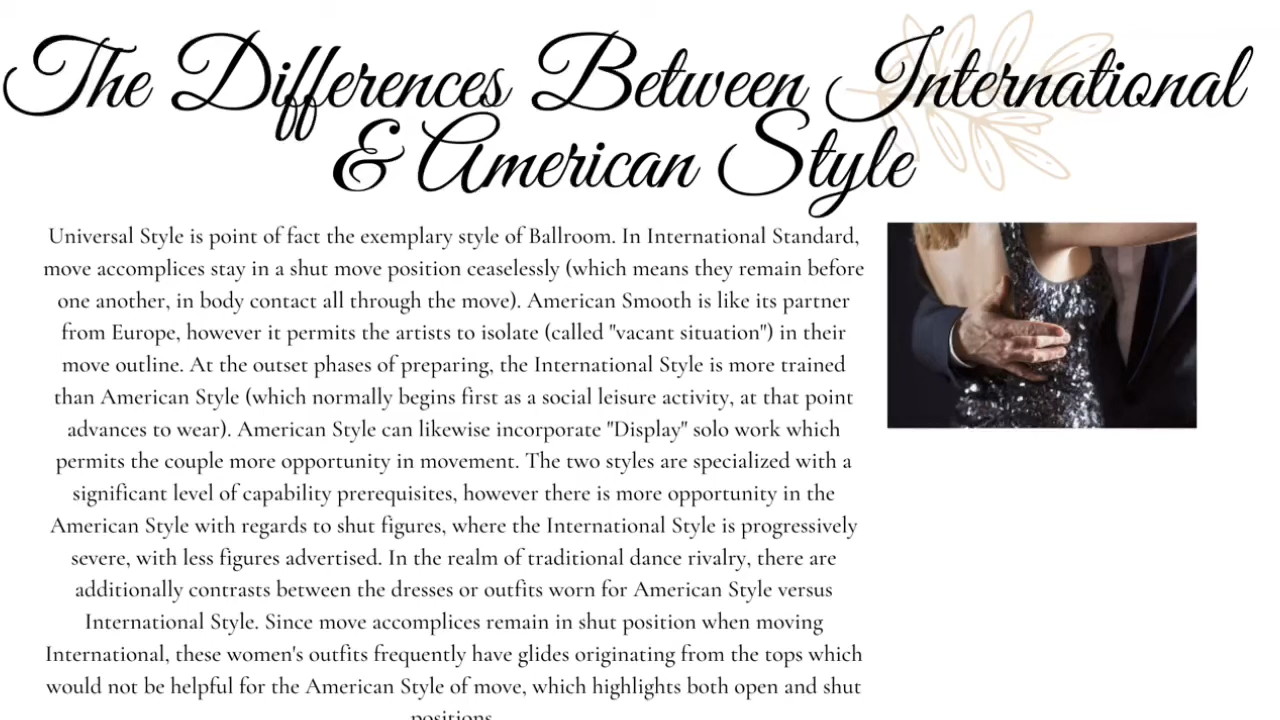 The Differences Between International
& American Style
Universal Style is point of fact the exemplary style of Ballroom. In International Standard,
move accomplices stay in a shut move position ceaselessly (which means they remain before
one another, in body contact all through the move). American Smooth is like its partner
from Europe, however it permits the artists to isolate (called "vacant situation") in their
move outline. At the outset phases of preparing, the International Style is more trained
than American Style (which normally begins first as a social leisure activity, at that point
advances to wear). American Style can likewise incorporate "Display" solo work which
permits the couple more opportunity in movement. The two styles are specialized with a
significant level of capability prerequisites, however there is more opportunity in the
American Style with regards to shut figures, where the International Style is progressively
severe, with less figures advertised. In the realm of traditional dance rivalry, there are
additionally contrasts between the dresses or outfits worn for American Style versus
International Style. Since move accomplices remain in shut position when moving
International, these women's outfits frequently have glides originating from the tops which
would not be helpful for the American Style of move, which highlights both open and shut
positions